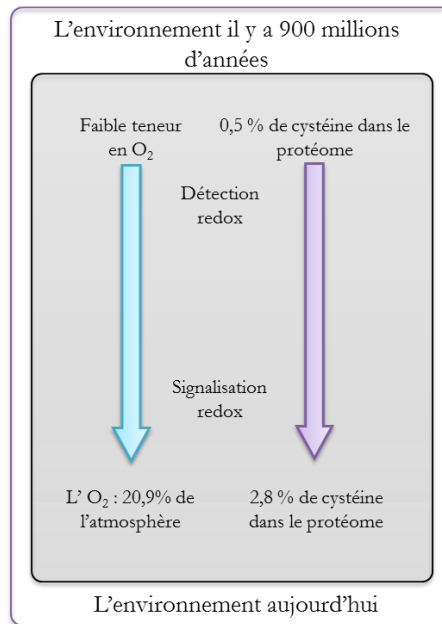 L'environnement il y a 900 millions
d'années
Faible teneur
en O₂
0,5 % de cystéine dans le
protéome
Détection
redox
Signalisation
redox
L' O₂ : 20,9% de
l'atmosphère
2,8 % de cystéine
dans le protéome
L'environnement aujourd'hui